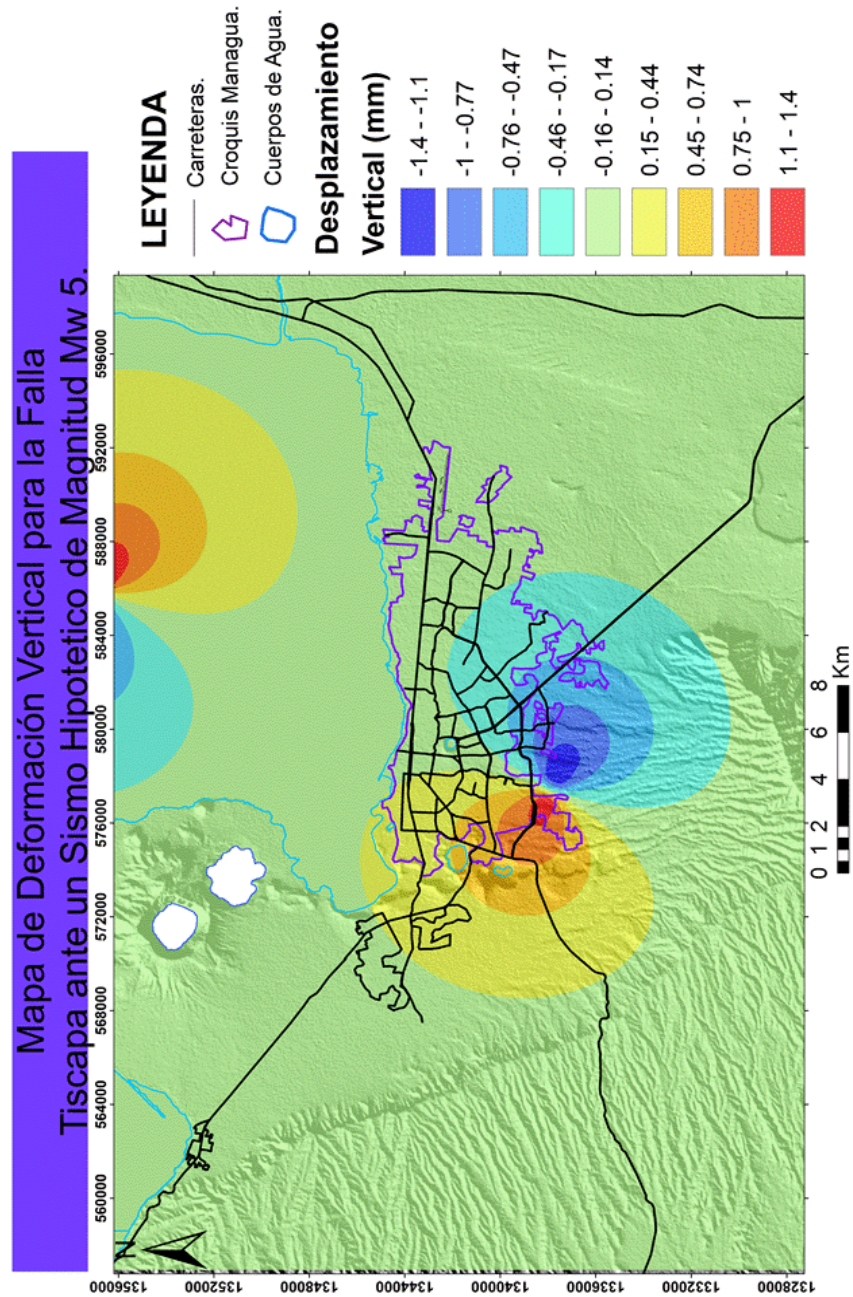 Mapa de Deformación Vertical para la Falla
Tiscapa ante un Sismo Hipotetico de Magnitud Mw 5.
560000
564000
568000
572000
576000
580000
584000
588000
592000
596000
1356000
1352000
1348000
1344000
1340000
1336000
1332000
1328000
N
LEYENDA
Carreteras.
Croquis Managua.
Cuerpos de Agua.
Desplazamiento
Vertical (mm)
-1.4 - -1.1
-1 - -0.77
-0.76 - -0.47
-0.46 - -0.17
-0.16 - 0.14
0.15 - 0.44
0.45 - 0.74
0.75 - 1
1.1 - 1.4
0 1 2 4 6 8
Km